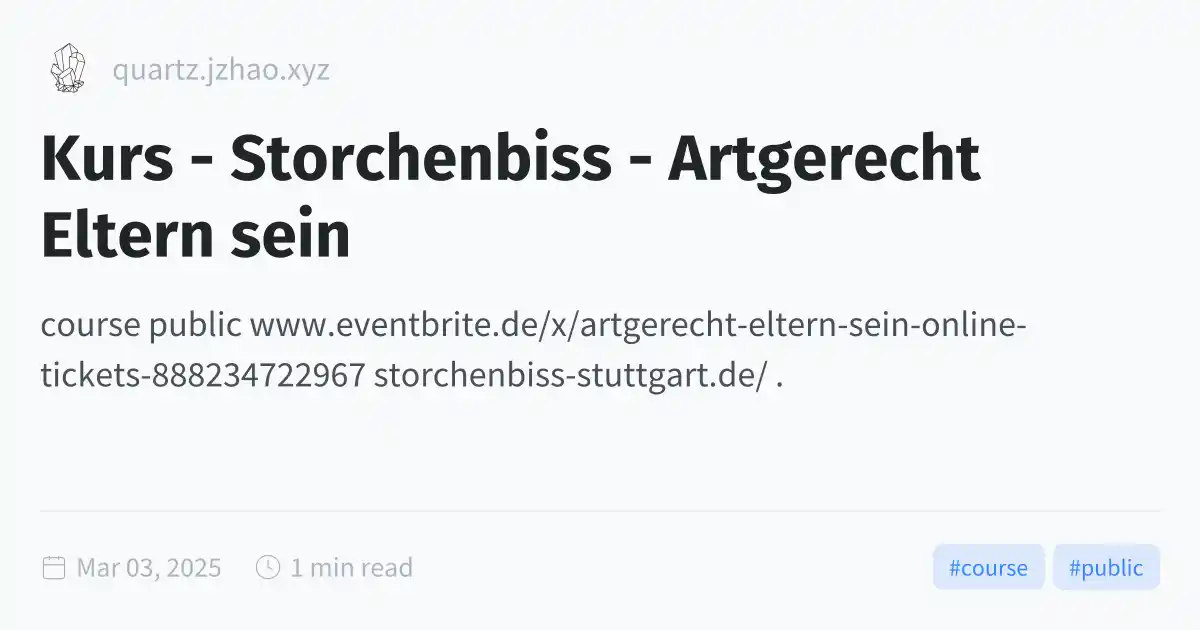 quartz.jzhao.xyz
Kurs - Storchenbiss - Artgerecht
Eltern sein
course public www.eventbrite.de/x/artgerecht-eltern-sein-online-
tickets-888234722967 storchenbiss-stuttgart.de/ .
Mar 03, 2025 1 min read #course #public